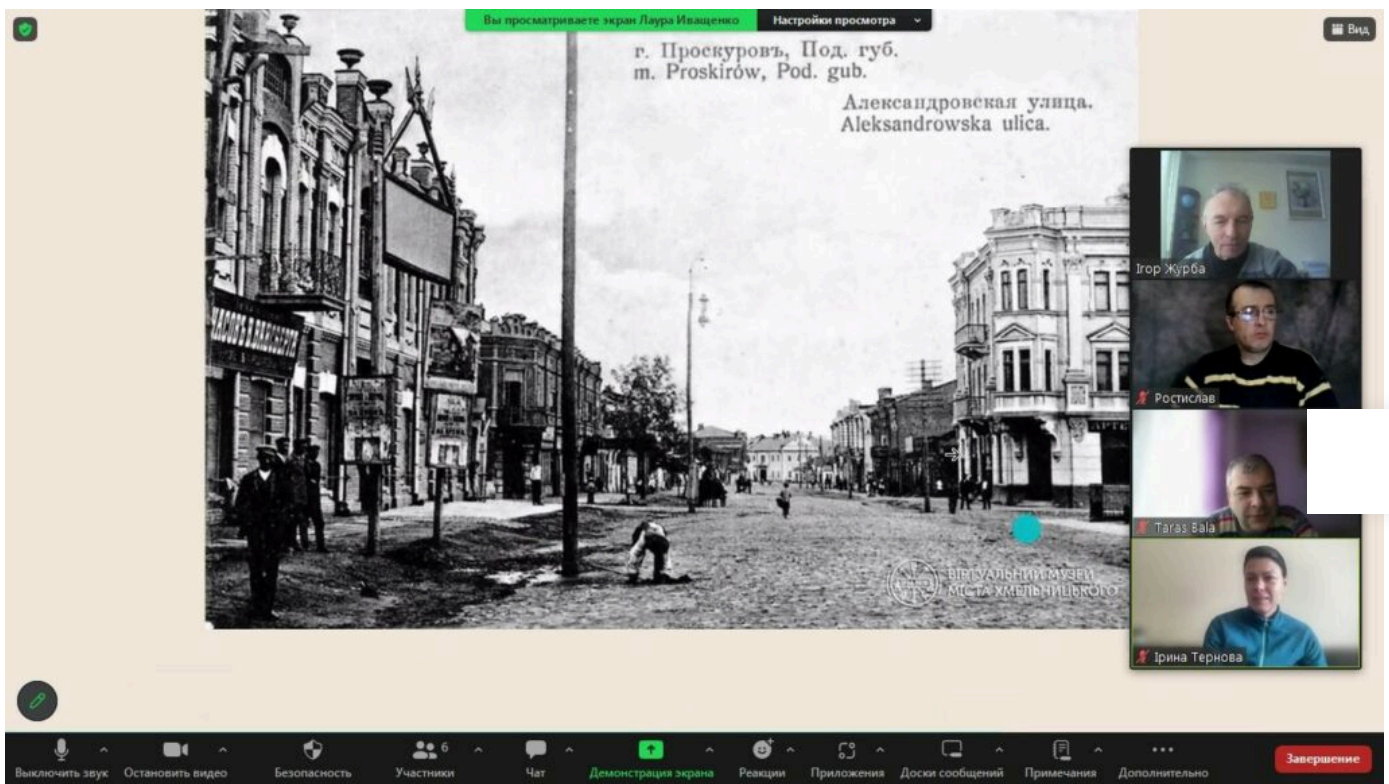 Вы просматриваете экран Лаура Иващенко
Настройки просмотра
Вид
г. Проскуровъ, Под. губ.
m. Proskirów, Pod. gub.
Александровская улица.
Aleksandrowska ulica.
Ігор Журба
Ростислав
Taras Bala
Ірина Тернова
ВІРТУАЛЬНИЙ МУЗЕЙ
МІСТА ХМЕЛЬНИЦЬКОГО
Выключить звук
Остановить видео
Безопасность
6
Участники
Чат
Демонстрация экрана
Реакции
Приложения
Доски сообщений
Примечания
Дополнительно
Завершение